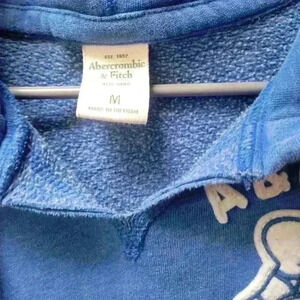 EST. 1892
Abercrombie
& Fitch
M
A &